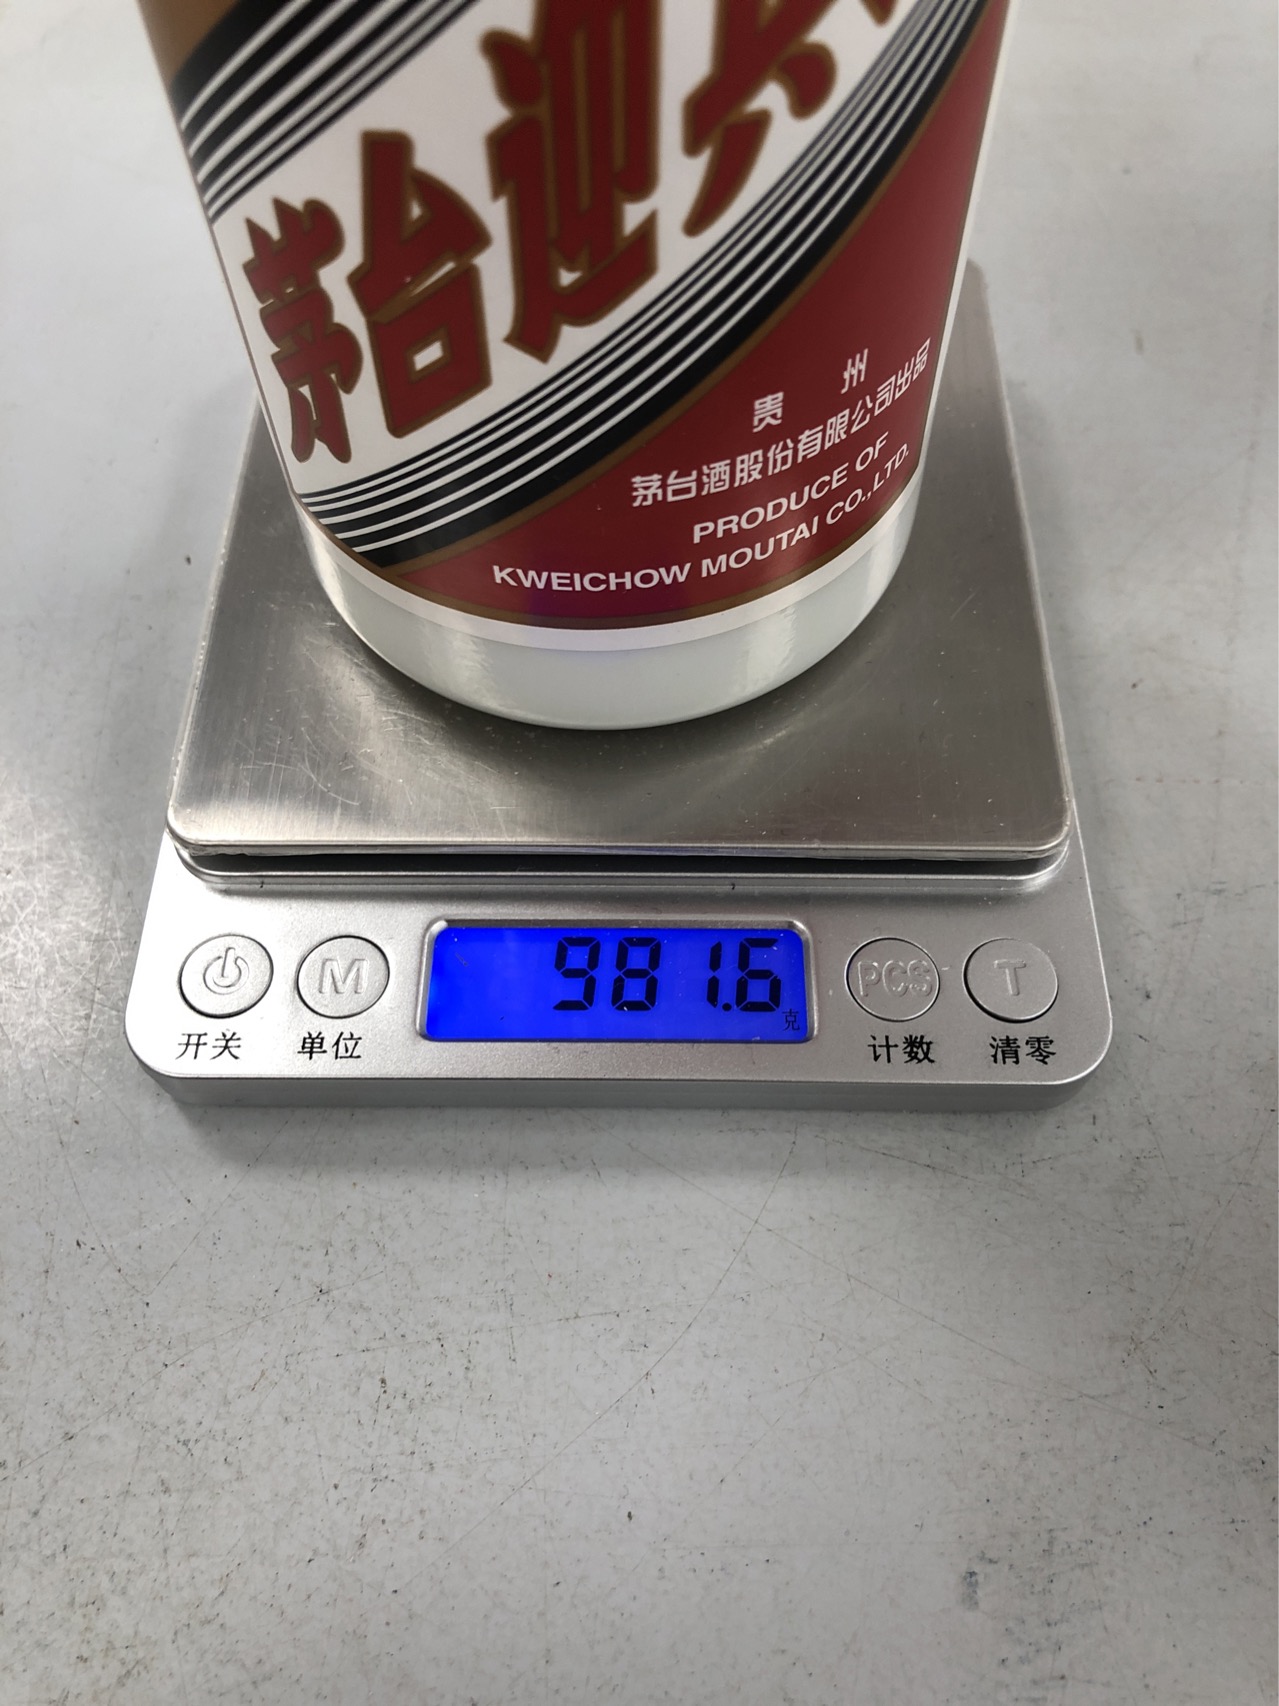 茅台迎宾
贵州
茅台酒股份有限公司出品
PRODUCE OF
KWEICHOW MOUTAI CO.,LTD.
M
981.6
克
PCS
T
开关
单位
计数
清零